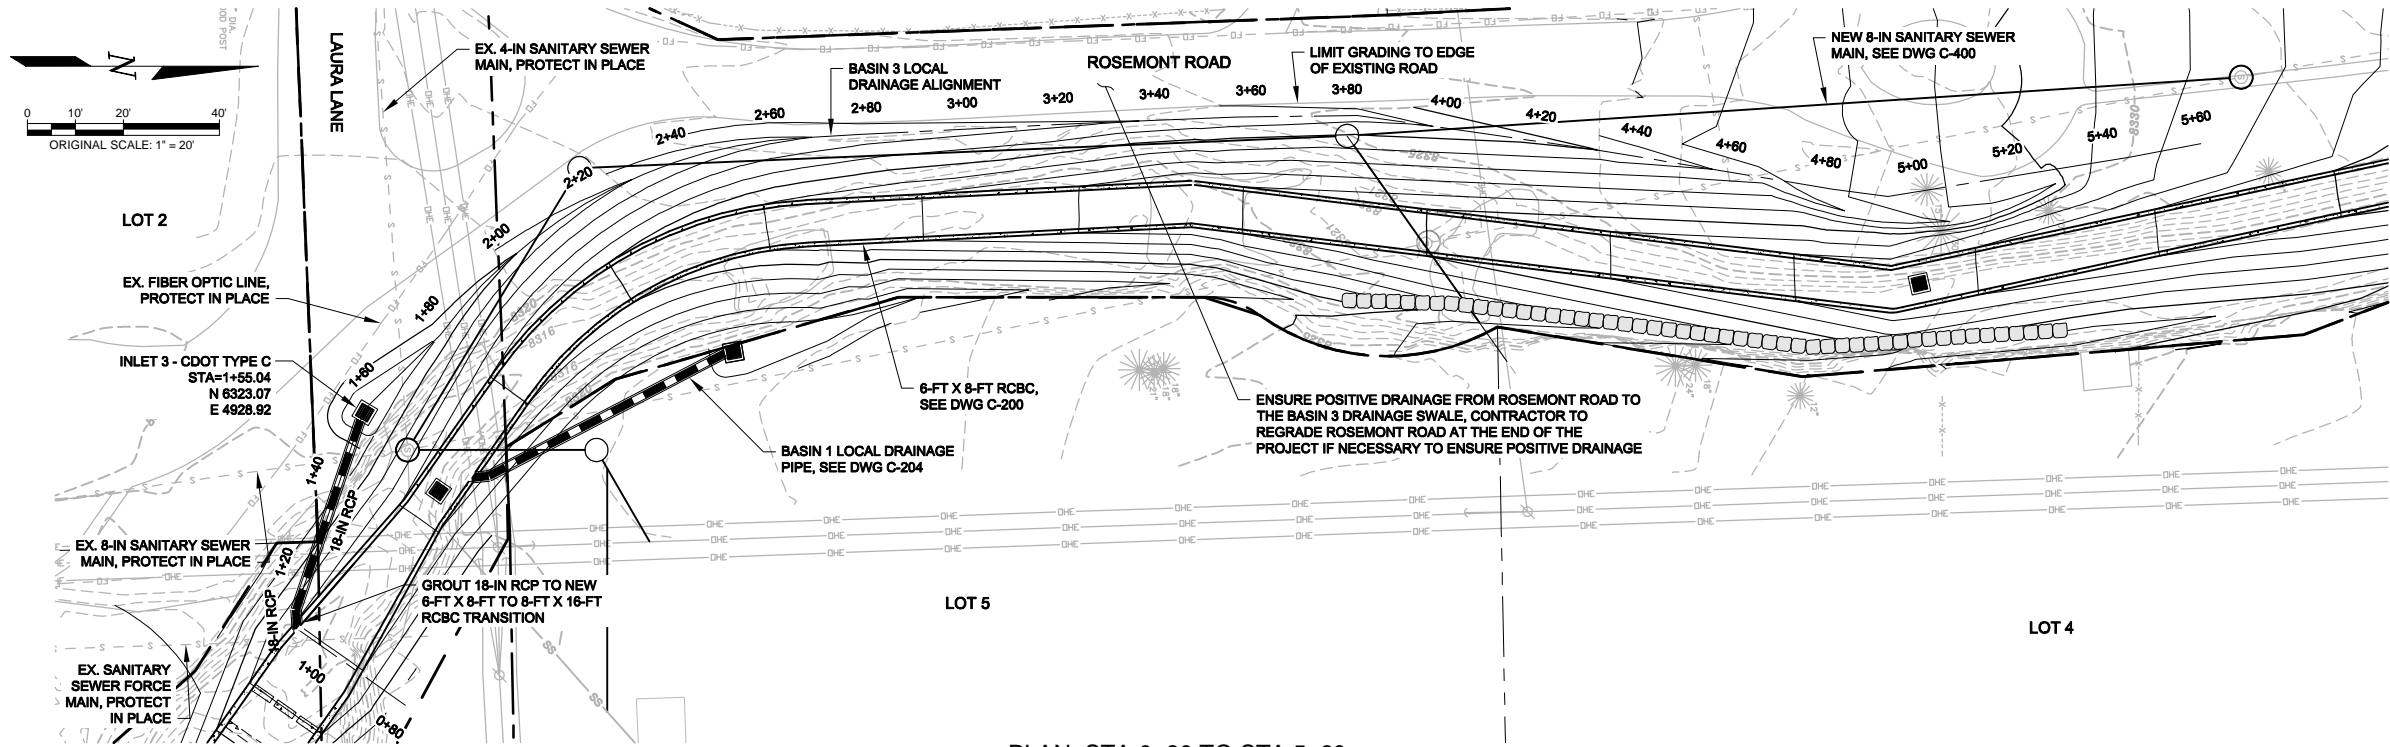 N
0 10' 20' 40'
ORIGINAL SCALE: 1" = 20'
LAURA LANE
EX. 4-IN SANITARY SEWER
MAIN, PROTECT IN PLACE
BASIN 3 LOCAL
DRAINAGE ALIGNMENT
ROSEMONT ROAD
LIMIT GRADING TO EDGE
OF EXISTING ROAD
NEW 8-IN SANITARY SEWER
MAIN, SEE DWG C-400
LOT 2
EX. FIBER OPTIC LINE,
PROTECT IN PLACE
INLET 3 - CDOT TYPE C
STA=1+55.04
N 6323.07
E 4928.92
EX. 8-IN SANITARY SEWER
MAIN, PROTECT IN PLACE
EX. SANITARY
SEWER FORCE
MAIN, PROTECT
IN PLACE
18-IN RCP
18-IN RCP
GROUT 18-IN RCP TO NEW
6-FT X 8-FT TO 8-FT X 16-FT
RCBC TRANSITION
BASIN 1 LOCAL DRAINAGE
PIPE, SEE DWG C-204
6-FT X 8-FT RCBC,
SEE DWG C-200
ENSURE POSITIVE DRAINAGE FROM ROSEMONT ROAD TO
THE BASIN 3 DRAINAGE SWALE, CONTRACTOR TO
REGRADE ROSEMONT ROAD AT THE END OF THE
PROJECT IF NECESSARY TO ENSURE POSITIVE DRAINAGE
LOT 5
LOT 4
0+80
1+00
1+20
1+40
1+60
1+80
2+00
2+20
2+40
2+60
2+80
3+00
3+20
3+40
3+60
3+80
4+00
4+20
4+40
4+60
4+80
5+00
5+20
5+40
5+60
8330
8325
8320
8316
24"
18"
12"